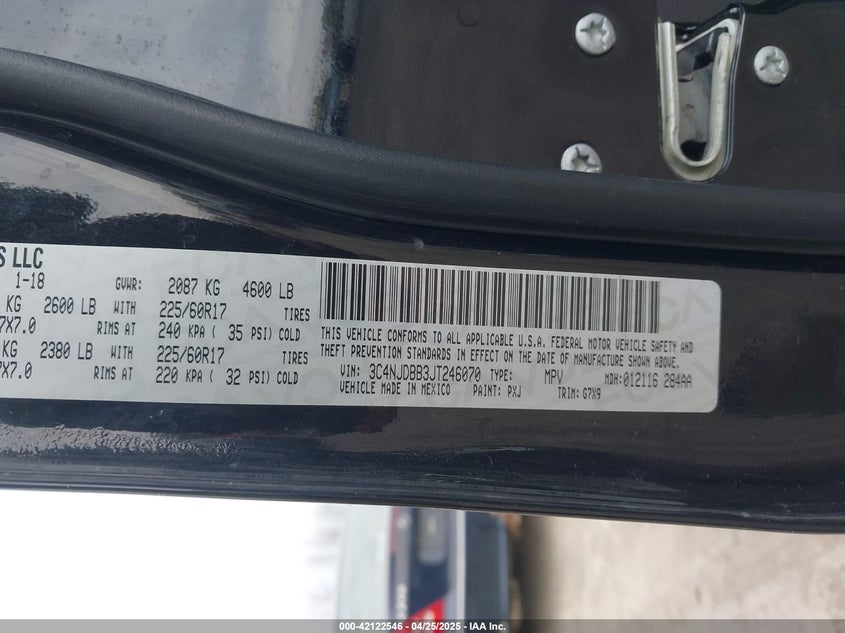 S LLC
1-18 GVWR: 2087 KG 4600 LB
KG 2600 LB WITH 225/60R17 TIRES
7X7.0 RIMS AT 240 KPA ( 35 PSI) COLD
KG 2380 LB WITH 225/60R17 TIRES
7X7.0 RIMS AT 220 KPA ( 32 PSI) COLD
THIS VEHICLE CONFORMS TO ALL APPLICABLE U.S.A. FEDERAL MOTOR VEHICLE SAFETY AND
THEFT PREVENTION STANDARDS IN EFFECT ON THE DATE OF MANUFACTURE SHOWN ABOVE.
VIN: 3C4NJDBB3JT246070 TYPE: MPV MDH: 012116 284AA
VEHICLE MADE IN MEXICO PAINT: PXJ TRIM: G7X9
000-42122546 - 04/25/2025 - Copyright © 2025 IAA, Inc.